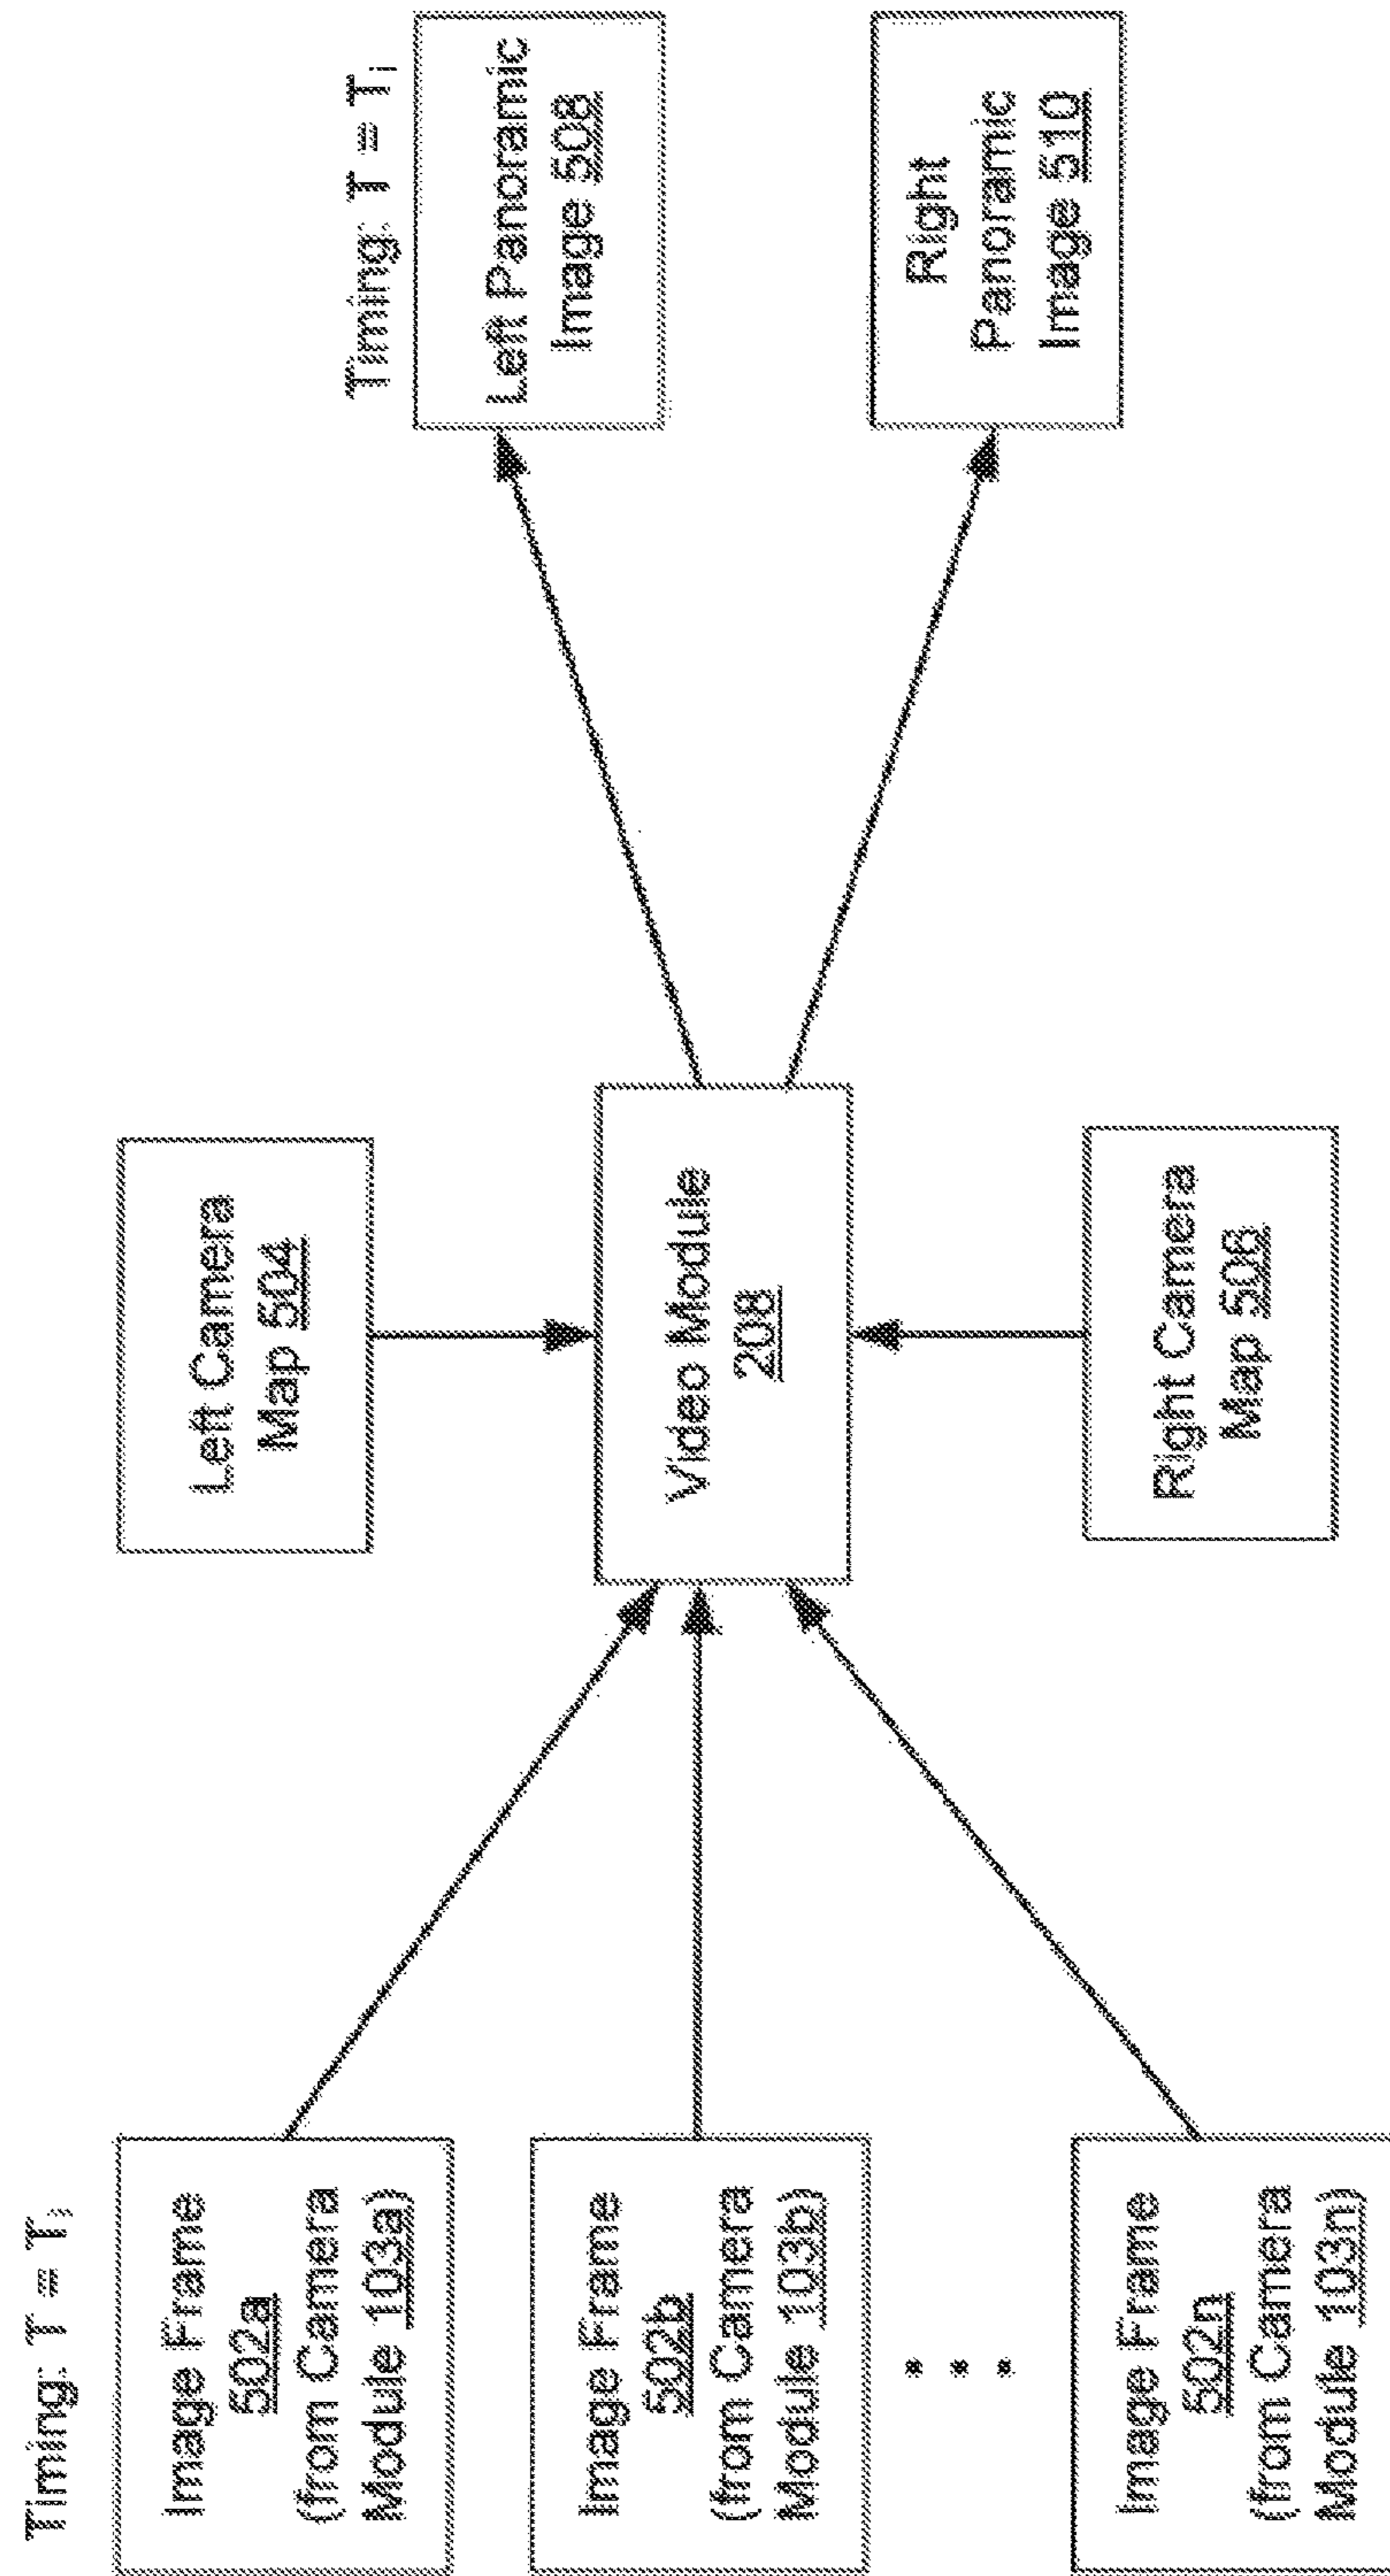 Timing: T = Ti
Image Frame
502a
(from Camera
Module 103a)
Image Frame
502b
(from Camera
Module 103b)
Image Frame
502n
(from Camera
Module 103n)
Left Camera
Map 504
Video Module
208
Right Camera
Map 506
Timing: T = Ti
Left Panoramic
Image 508
Right
Panoramic
Image 510